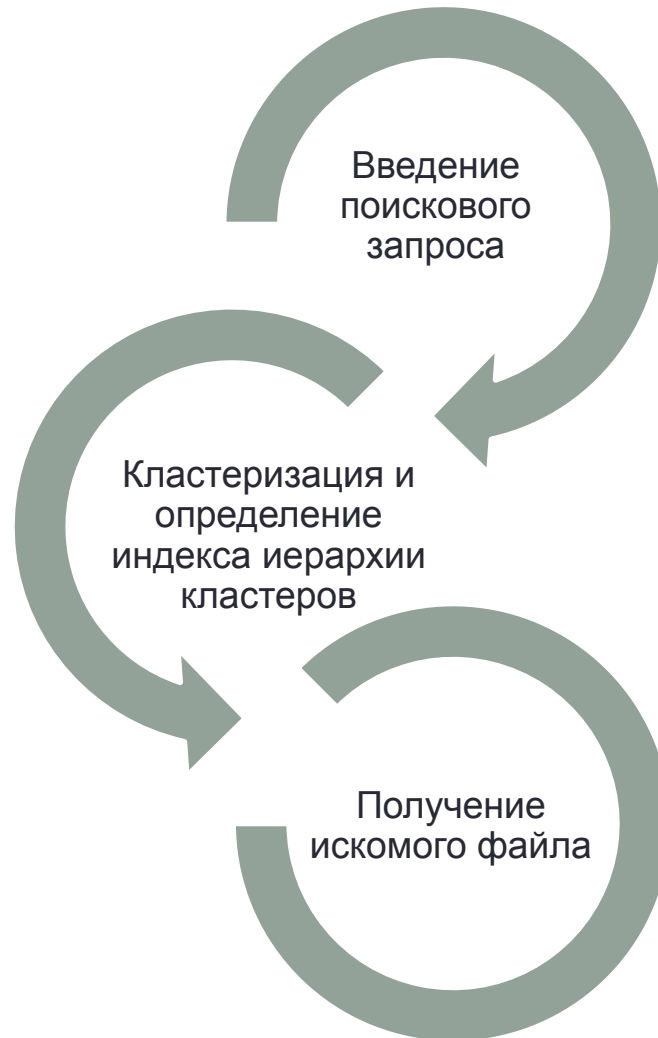 Введение
поискового
запроса
Кластеризация и
определение
индекса иерархии
кластеров
Получение
искомого файла